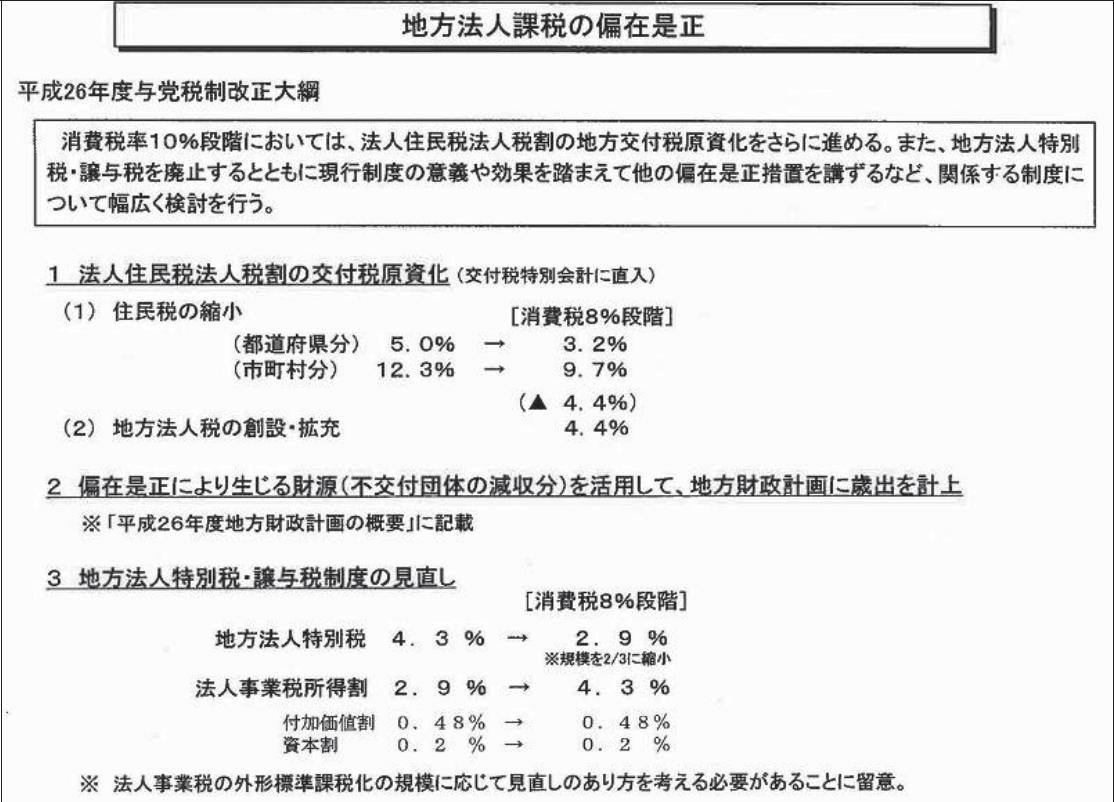 地方法人課税の偏在是正
平成26年度与党税制改正大綱
消費税率10%段階においては、法人住民税法人税割の地方交付税原資化をさらに進める。また、地方法人特別
税・譲与税を廃止するとともに現行制度の意義や効果を踏まえて他の偏在是正措置を講ずるなど、関係する制度に
ついて幅広く検討を行う。
1 法人住民税法人税割の交付税原資化(交付税特別会計に直入)
(1) 住民税の縮小 [消費税8%段階]
(都道府県分) 5.0% → 3.2%
(市町村分) 12.3% → 9.7%
(▲ 4.4%)
(2) 地方法人税の創設・拡充 4.4%
2 偏在是正により生じる財源(不交付団体の減収分)を活用して、地方財政計画に歳出を計上
※「平成26年度地方財政計画の概要」に記載
3 地方法人特別税・譲与税制度の見直し
[消費税8%段階]
地方法人特別税 4.3% → 2.9%
※規模を2/3に縮小
法人事業税所得割 2.9% → 4.3%
付加価値割 0.48% → 0.48%
資本割 0.2% → 0.2%
※ 法人事業税の外形標準課税化の規模に応じて見直しのあり方を考える必要があることに留意。